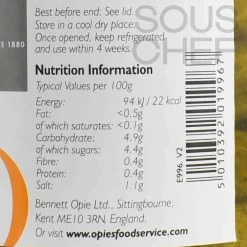 Best before end: See lid.
Store in a cool dry place.
Once opened, keep refrigerated
and use within 4 weeks.
SOUS
CHEF
TE 1880
Nutrition Information
Typical Values per 100g
Energy: 94 kJ / 22 kcal
Fat: <0.5g
of which saturates: <0.1g
Carbohydrate: 4.9g
of which sugars: 4.4g
Fibre: 0.4g
Protein: 0.4g
Salt: 1.1g
Bennett Opie Ltd., Sittingbourne,
Kent ME10 3RN, England.
Or visit: www.opiesfoodservice.com
E996 V2
5010392019967